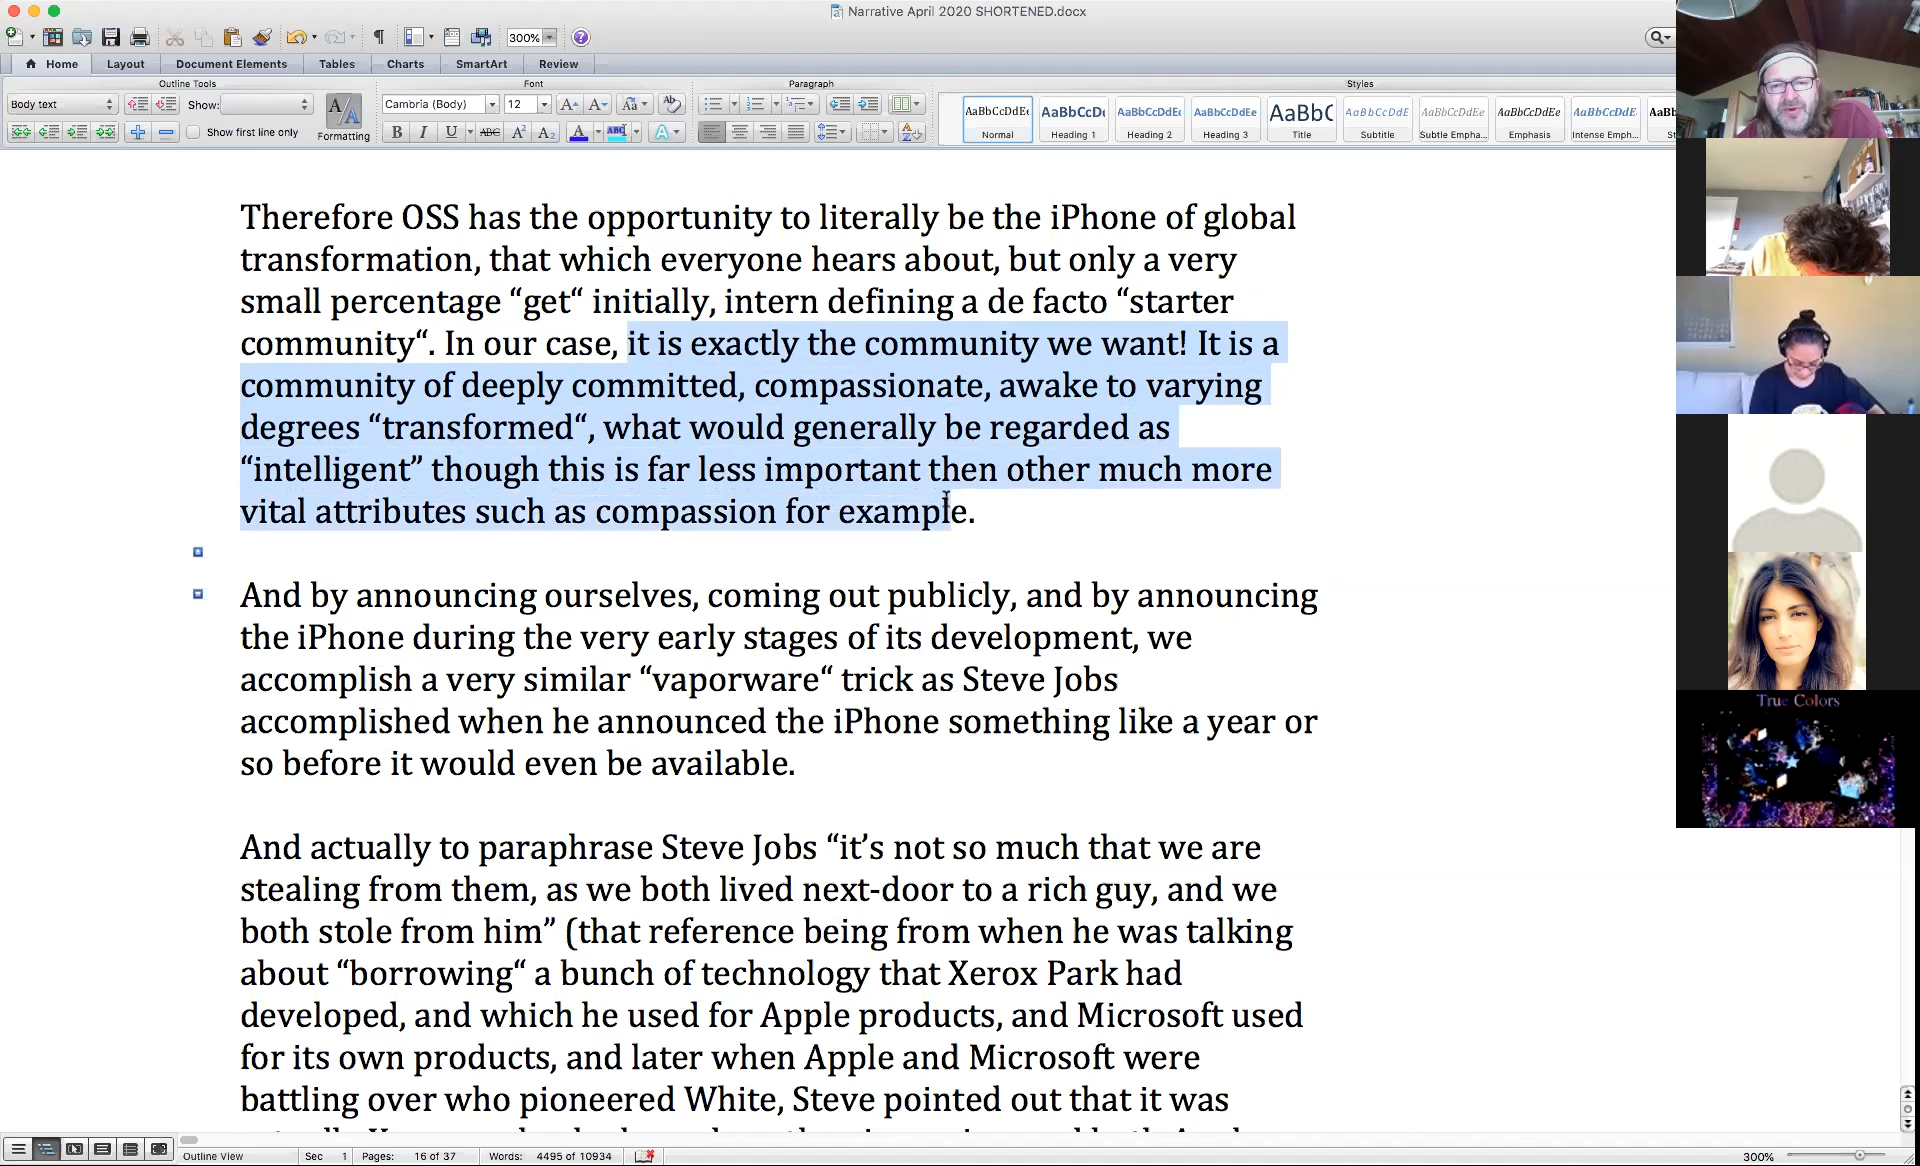 Narrative April 2020 SHORTENED.docx
300%
Home Layout Document Elements Tables Charts SmartArt Review
Outline Tools Font Paragraph Styles
Body text Show: Cambria (Body) 12
Show first line only Formatting
AaBbCcDdEe AaBbCcDc AaBbCcDdEe AaBbCcDdEe AaBbC AaBbCcDdEe AaBbCcDdEe AaBbCcDdEe AaBbCcDdEe
Normal Heading 1 Heading 2 Heading 3 Title Subtitle Subtle Empha... Emphasis Intense Emph...
Therefore OSS has the opportunity to literally be the iPhone of global
transformation, that which everyone hears about, but only a very
small percentage “get“ initially, intern defining a de facto “starter
community“. In our case, it is exactly the community we want! It is a
community of deeply committed, compassionate, awake to varying
degrees “transformed“, what would generally be regarded as
“intelligent” though this is far less important then other much more
vital attributes such as compassion for example.
And by announcing ourselves, coming out publicly, and by announcing
the iPhone during the very early stages of its development, we
accomplish a very similar “vaporware“ trick as Steve Jobs
accomplished when he announced the iPhone something like a year or
so before it would even be available.
And actually to paraphrase Steve Jobs “it’s not so much that we are
stealing from them, as we both lived next-door to a rich guy, and we
both stole from him” (that reference being from when he was talking
about “borrowing“ a bunch of technology that Xerox Park had
developed, and which he used for Apple products, and Microsoft used
for its own products, and later when Apple and Microsoft were
battling over who pioneered White, Steve pointed out that it was
True Colors
Outline View Sec 1 Pages: 16 of 37 Words: 4495 of 10934 300%